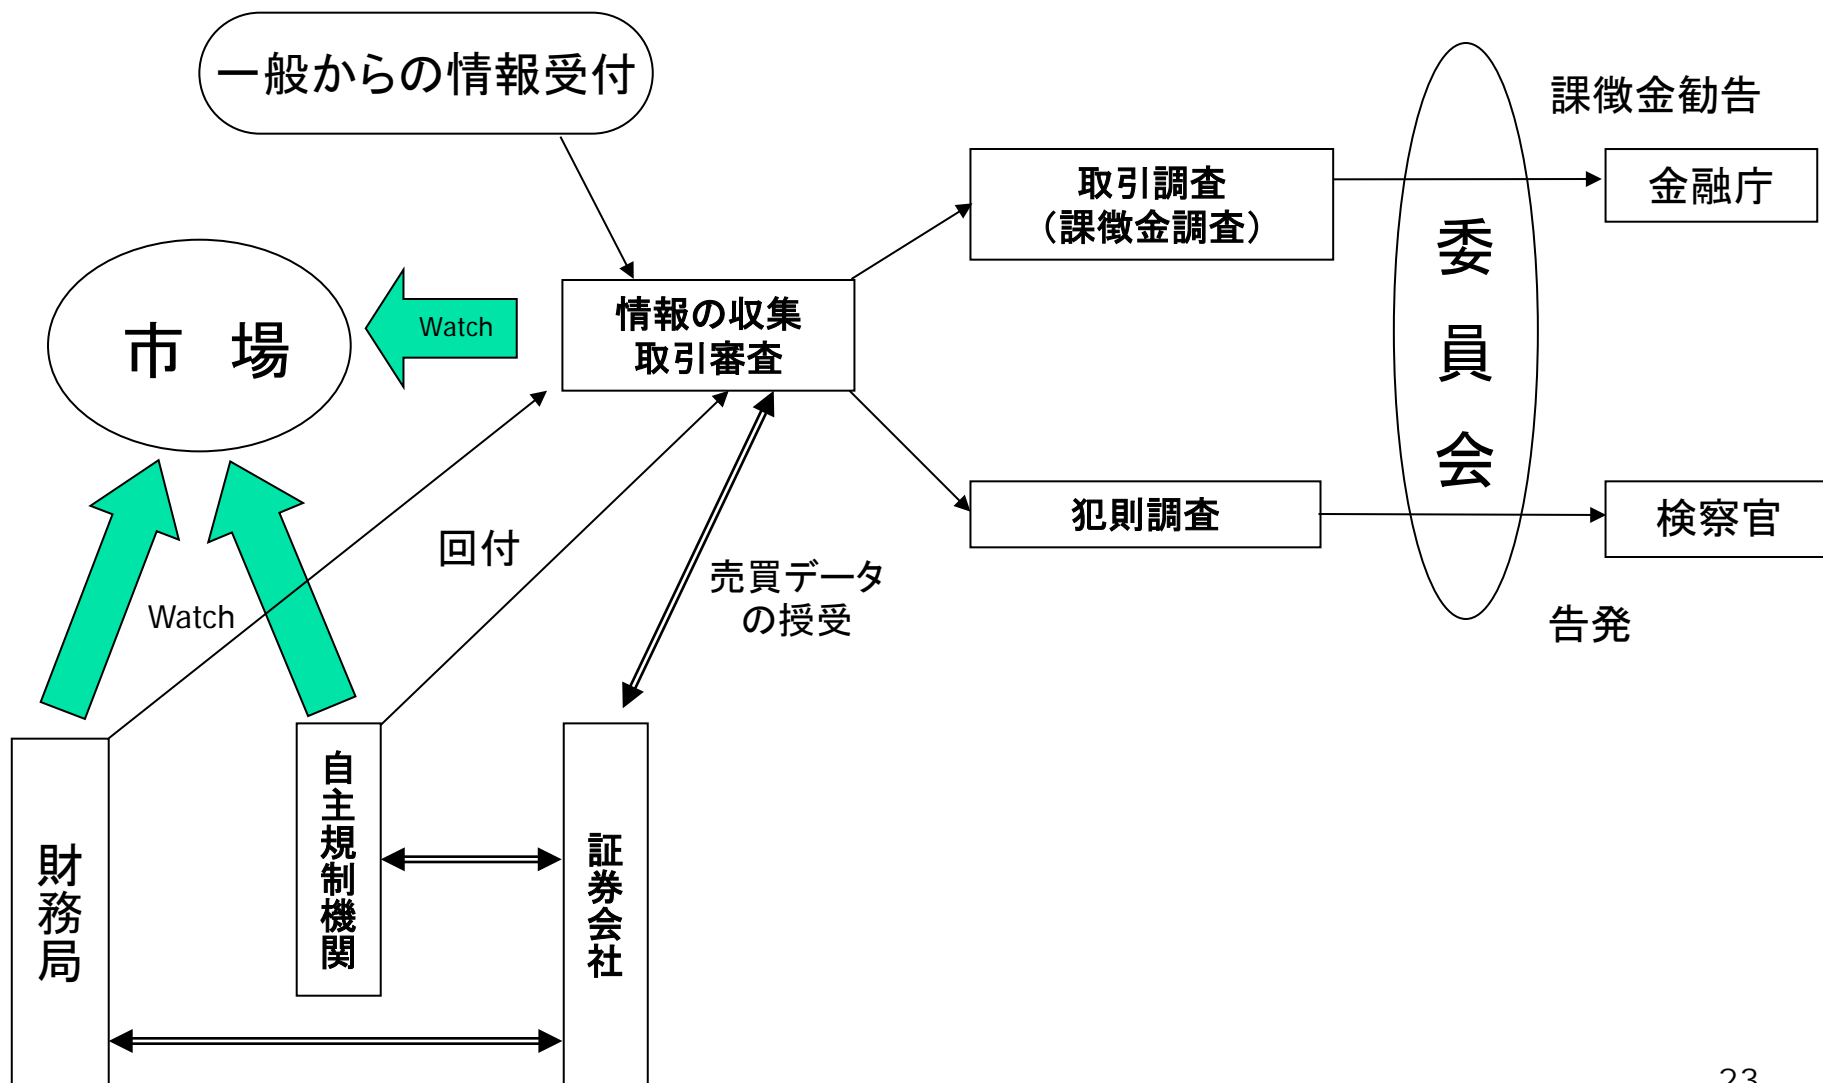 一般からの情報受付
課徴金勧告
取引調査
（課徴金調査）
金融庁
委員会
情報の収集
取引審査
Watch
市　場
犯則調査
検察官
回付
売買データ
の授受
Watch
告発
自主規制機関
証券会社
財務局
23